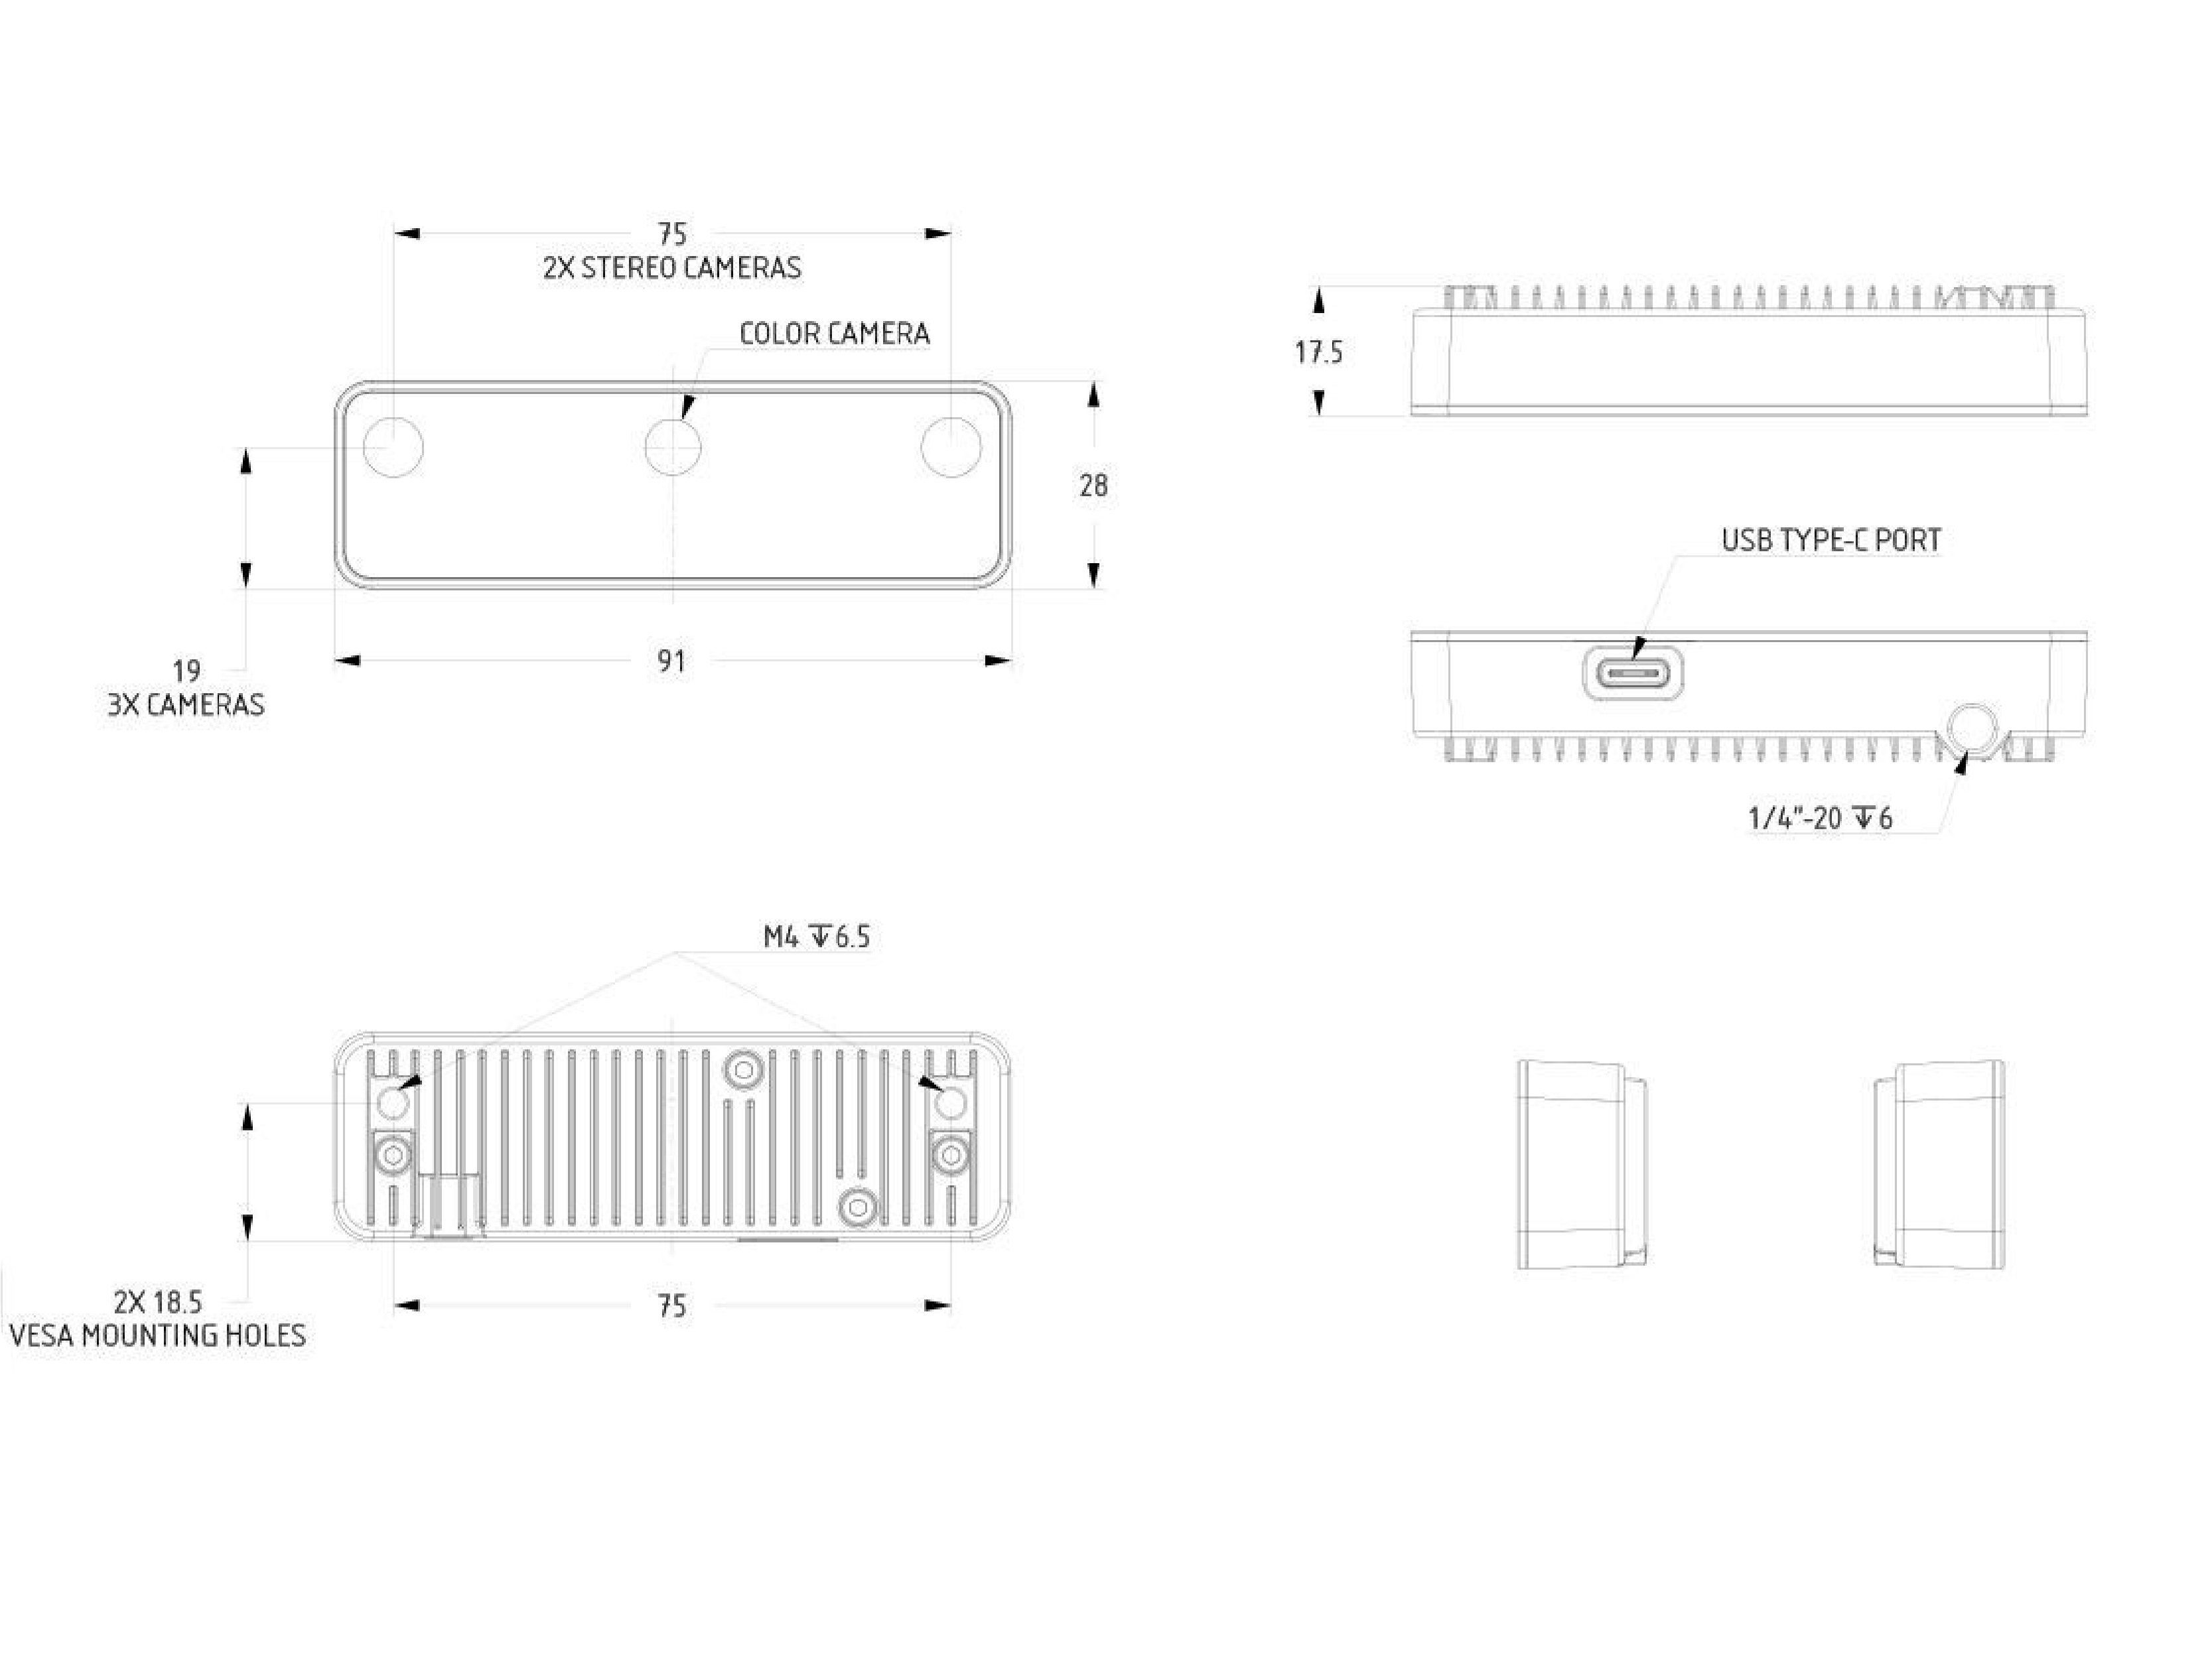 75
2X STEREO CAMERAS
COLOR CAMERA
28
19
3X CAMERAS
91
17.5
USB TYPE-C PORT
1/4"-20 ↧6
M4 ↧6.5
2X 18.5
VESA MOUNTING HOLES
75